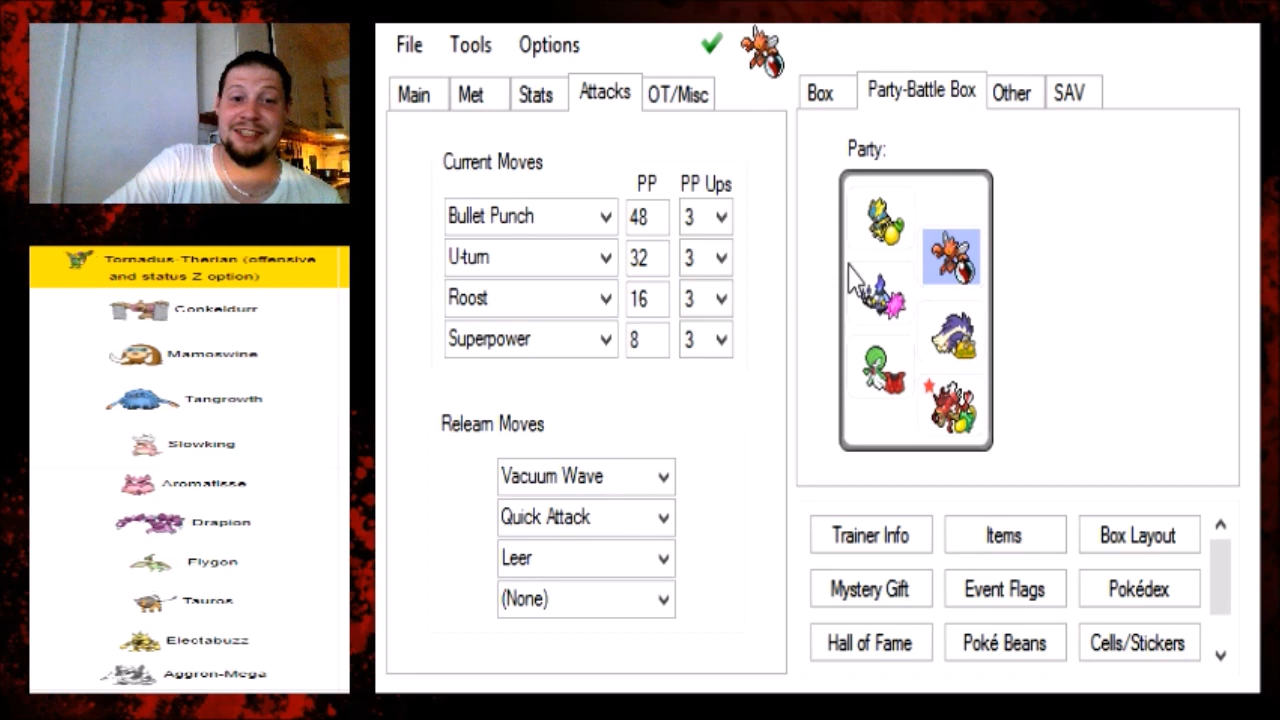 File Tools Options
Main Met Stats Attacks OT/Misc
Box Party-Battle Box Other SAV
Party:
Current Moves
PP PP Ups
Bullet Punch 48 3
U-turn 32 3
Roost 16 3
Superpower 8 3
Relearn Moves
Vacuum Wave
Quick Attack
Leer
(None)
Trainer Info Items Box Layout
Mystery Gift Event Flags Pokédex
Hall of Fame Poké Beans Cells/Stickers
Tornadus-Therian (offensive
and status Z option)
Conkeldurr
Mamoswine
Tangrowth
Slowking
Aromatisse
Drapion
Flygon
Tauros
Electabuzz
Aggron-Mega